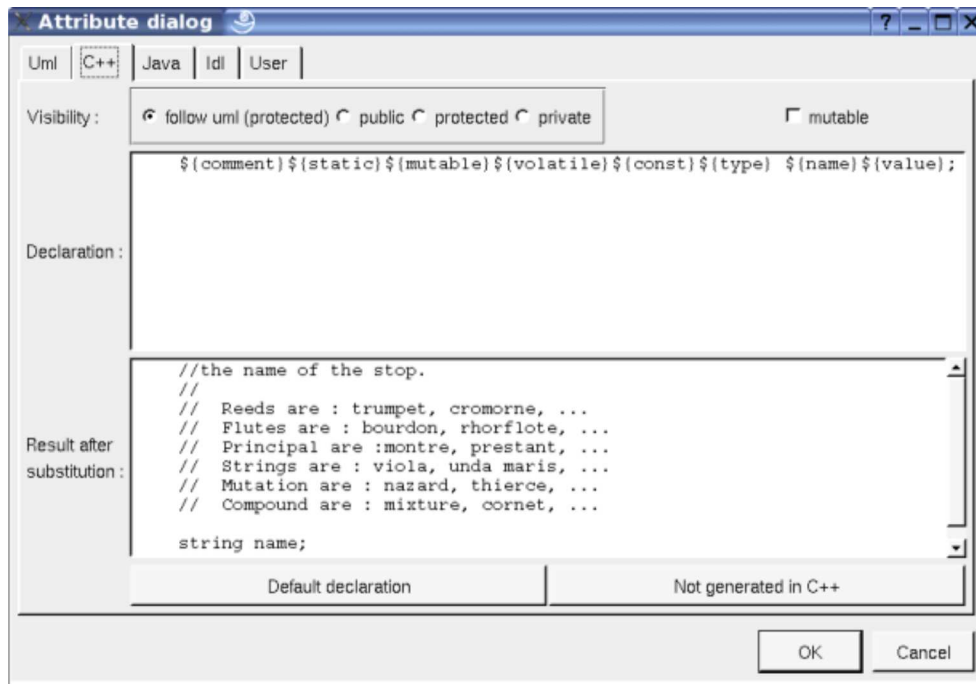 Attribute dialog
Uml C++ Java Idl User
Visibility : follow uml (protected) public protected private mutable
${comment}${static}${mutable}${volatile}${const}${type} ${name}${value};
Declaration :
//the name of the stop.
//
// Reeds are : trumpet, cromorne, ...
// Flutes are : bourdon, rhorflote, ...
// Principal are :montre, prestant, ...
Result after
substitution :
// Strings are : viola, unda maris, ...
// Mutation are : nazard, thierce, ...
// Compound are : mixture, cornet, ...
string name;
Default declaration Not generated in C++
OK Cancel